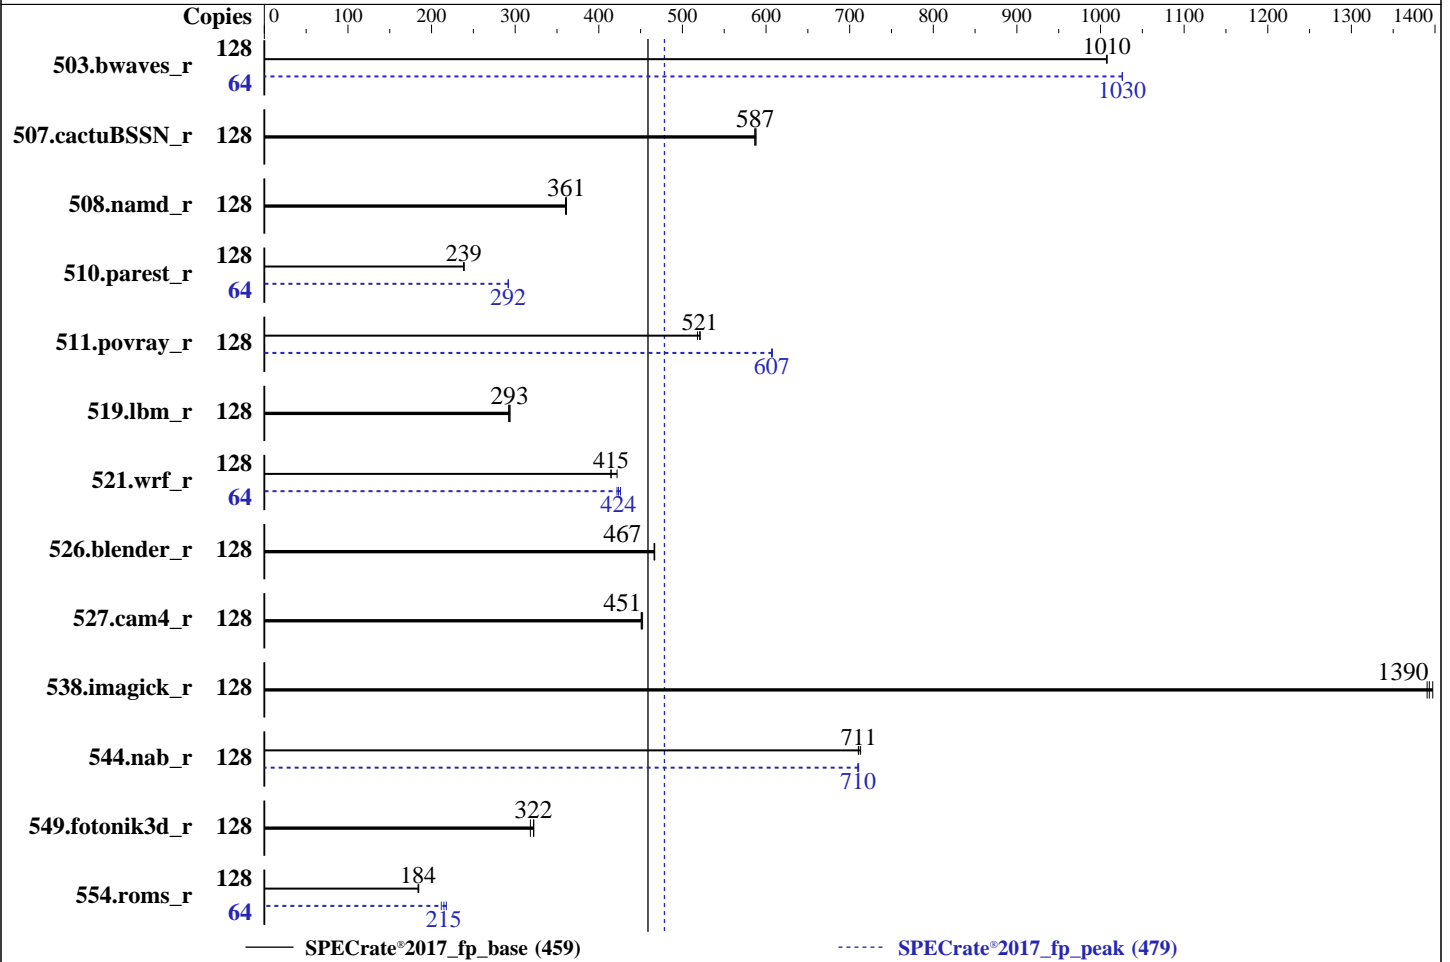 Copies 0 100 200 300 400 500 600 700 800 900 1000 1100 1200 1300 1400
503.bwaves_r 128 1010
64 1030
507.cactuBSSN_r 128 587
508.namd_r 128 361
510.parest_r 128 239
64 292
511.povray_r 128 521
607
519.lbm_r 128 293
521.wrf_r 128 415
64 424
526.blender_r 128 467
527.cam4_r 128 451
538.imagick_r 128 1390
544.nab_r 128 711
710
549.fotonik3d_r 128 322
554.roms_r 128 184
64 215
SPECrate®2017_fp_base (459) SPECrate®2017_fp_peak (479)